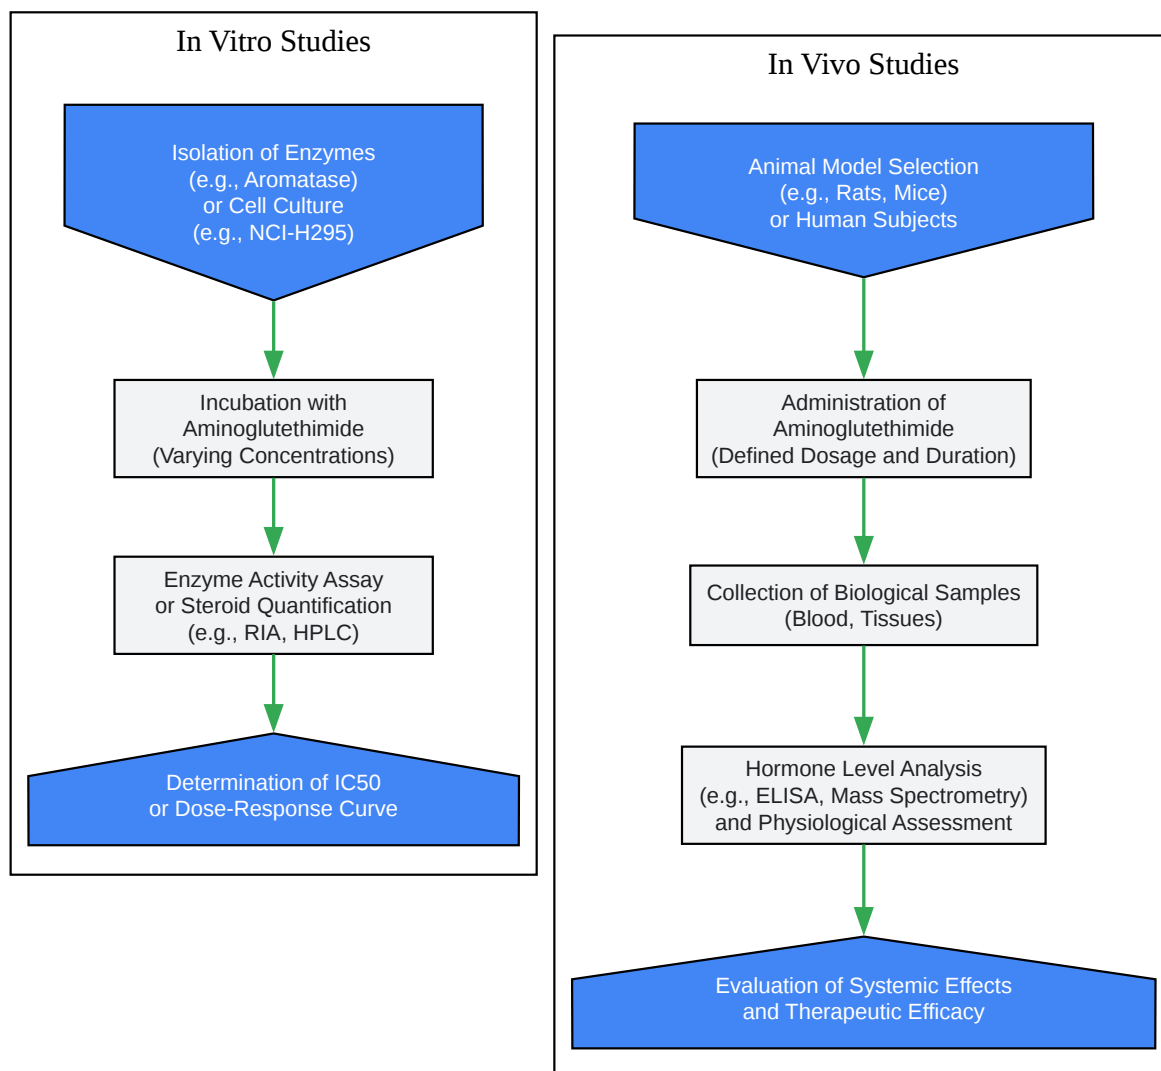 In Vitro Studies
Isolation of Enzymes
(e.g., Aromatase)
or Cell Culture
(e.g., NCI-H295)
Incubation with
Aminoglutethimide
(Varying Concentrations)
Enzyme Activity Assay
or Steroid Quantification
(e.g., RIA, HPLC)
Determination of IC50
or Dose-Response Curve
In Vivo Studies
Animal Model Selection
(e.g., Rats, Mice)
or Human Subjects
Administration of
Aminoglutethimide
(Defined Dosage and Duration)
Collection of Biological Samples
(Blood, Tissues)
Hormone Level Analysis
(e.g., ELISA, Mass Spectrometry)
and Physiological Assessment
Evaluation of Systemic Effects
and Therapeutic Efficacy